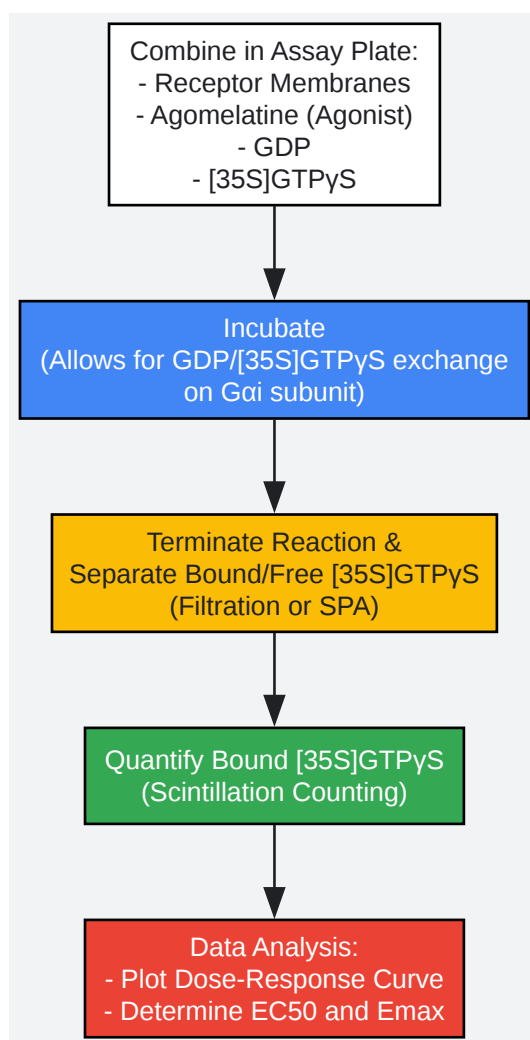 Combine in Assay Plate:
- Receptor Membranes
- Agomelatine (Agonist)
- GDP
- [35S]GTPγS
Incubate
(Allows for GDP/[35S]GTPγS exchange
on Gαi subunit)
Terminate Reaction &
Separate Bound/Free [35S]GTPγS
(Filtration or SPA)
Quantify Bound [35S]GTPγS
(Scintillation Counting)
Data Analysis:
- Plot Dose-Response Curve
- Determine EC50 and Emax